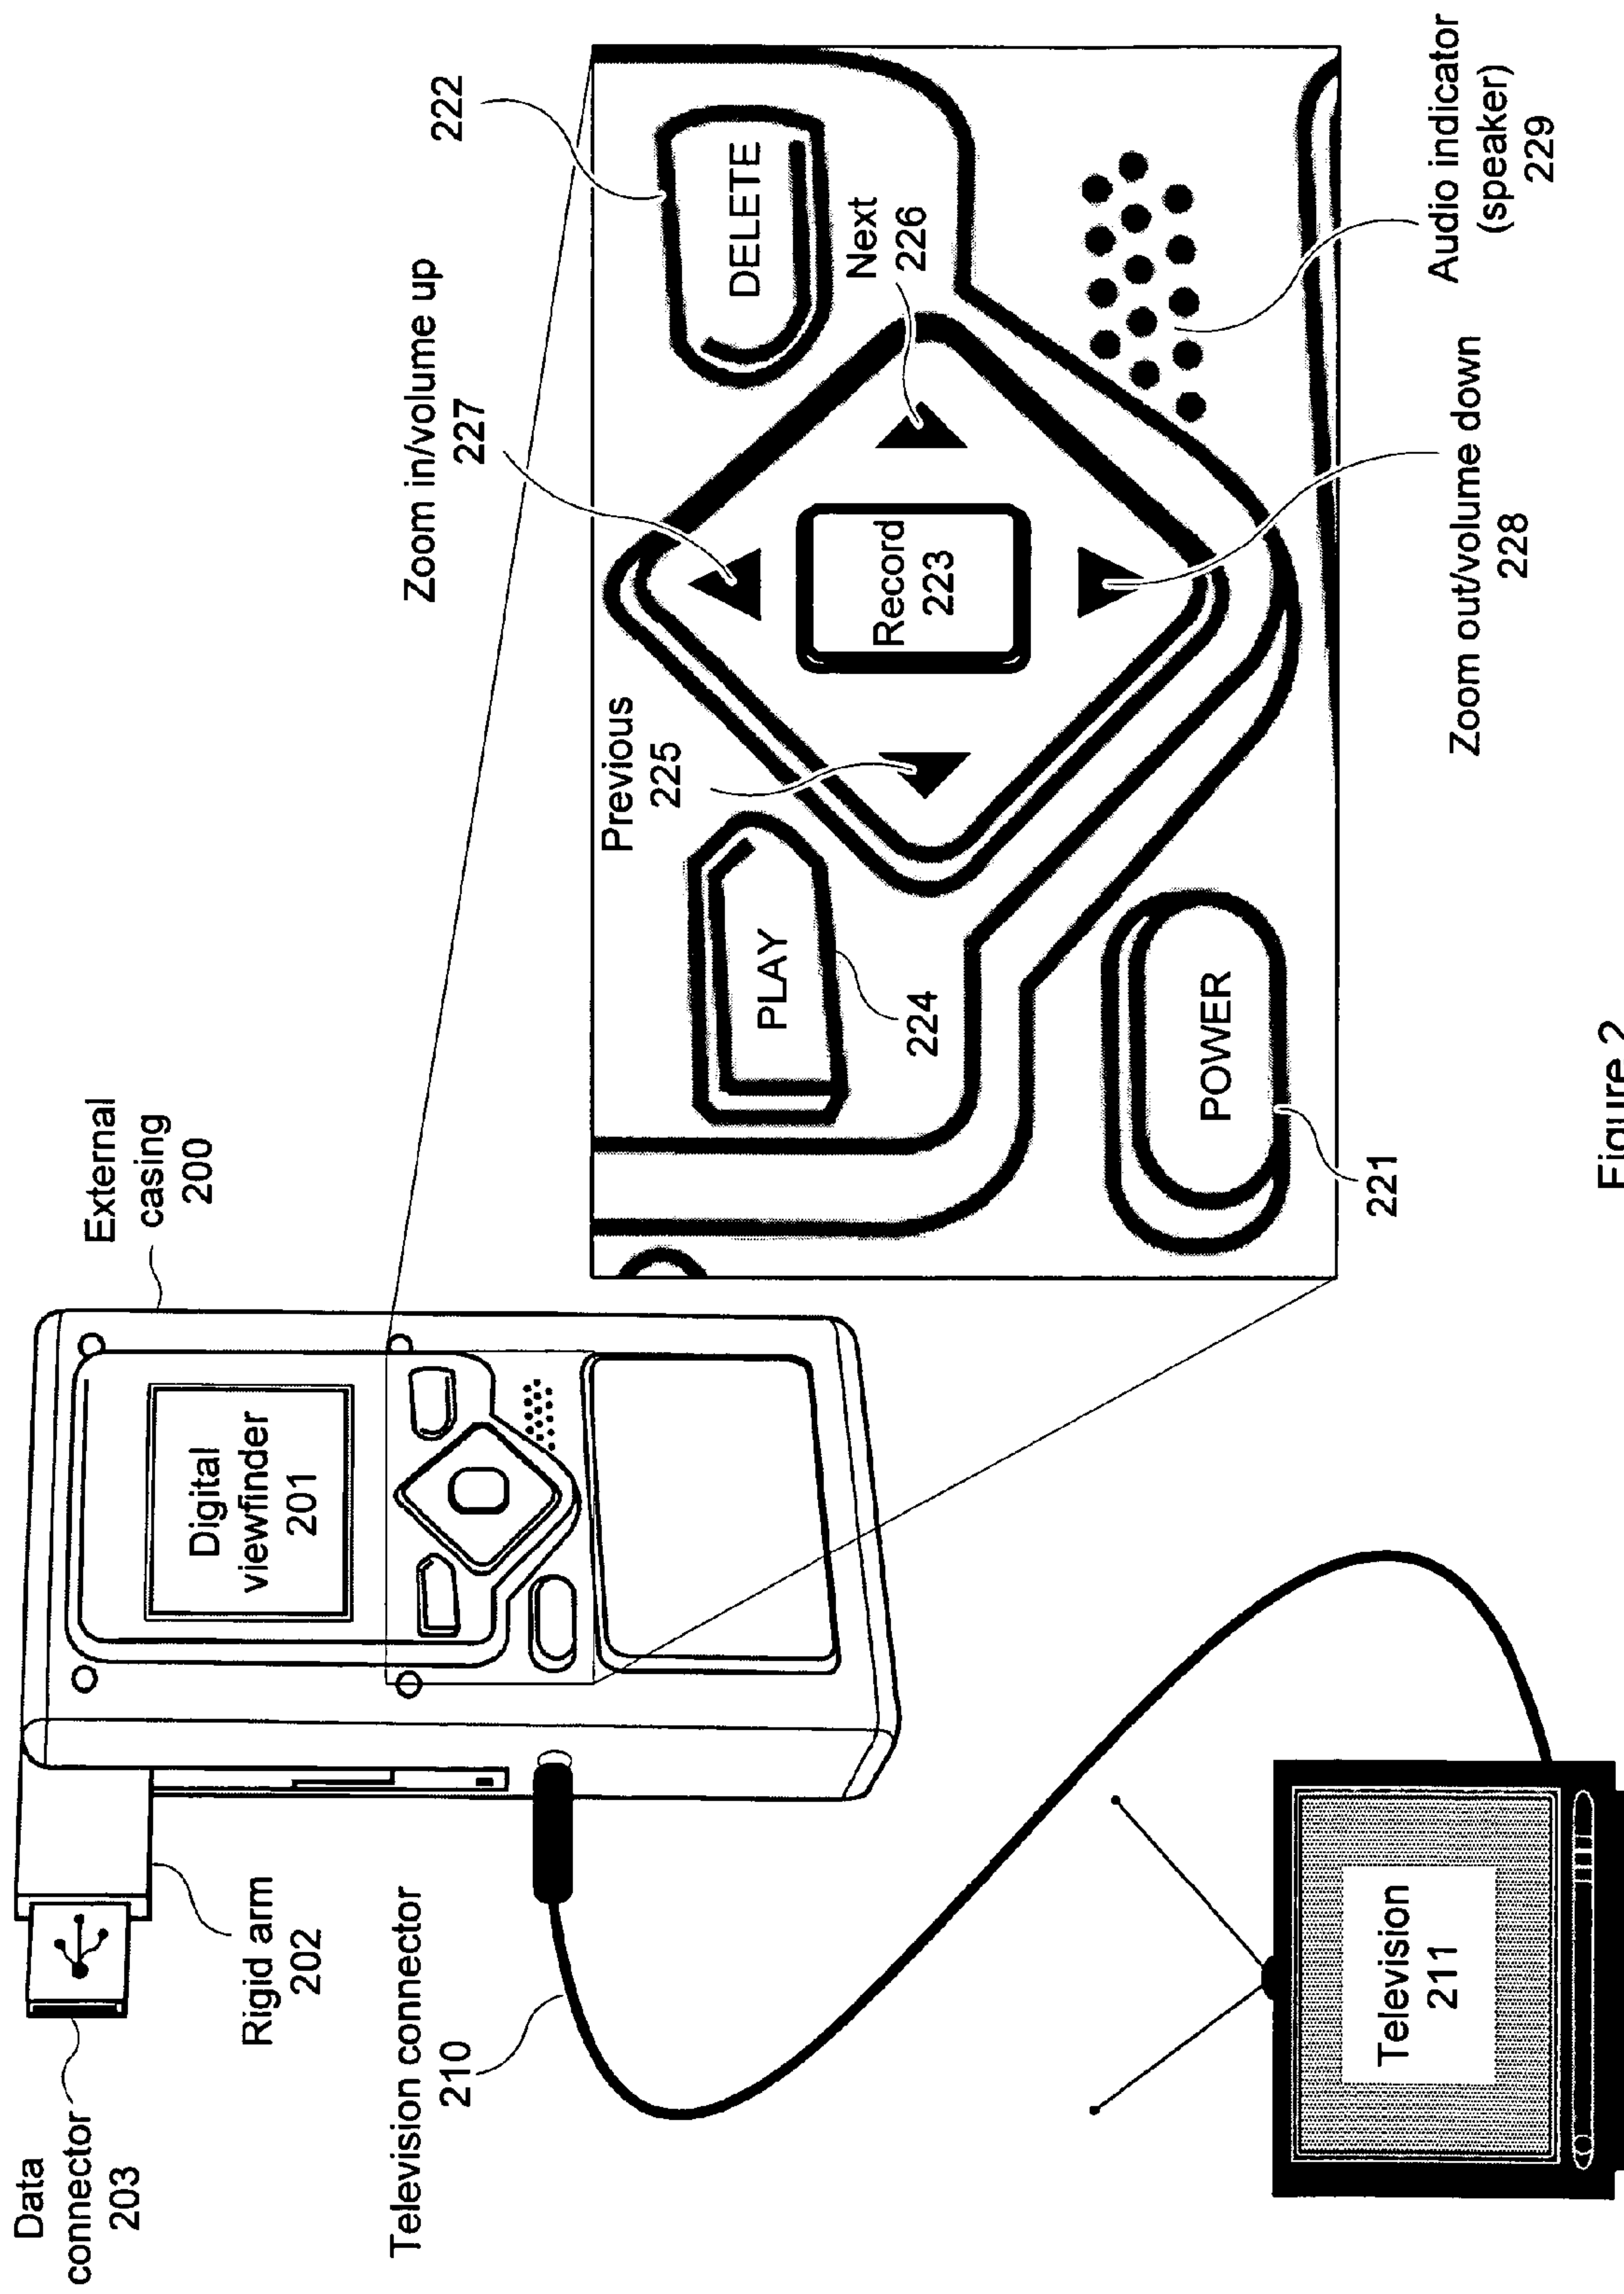 Data
connector
203
Rigid arm
202
External
casing
200
Digital
viewfinder
201
Television connector
210
Television
211
Zoom in/volume up
227
222
DELETE
Next
226
Previous
225
Record
223
PLAY
224
POWER
221
Audio indicator
(speaker)
229
Zoom out/volume down
228
Figure 2